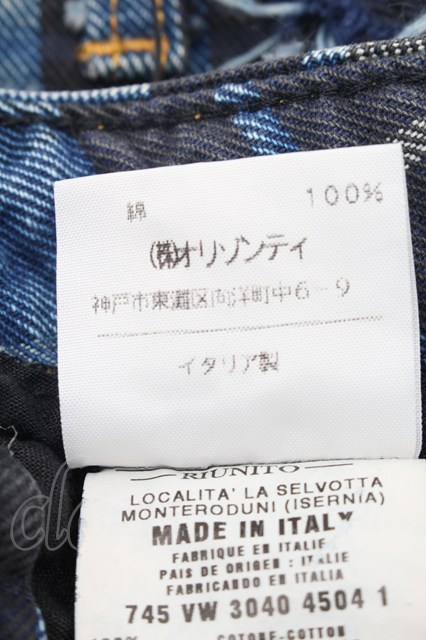 綿 100%
(株)オリゾンティ
神戸市東灘区向洋町中6-9
イタリア製
RIUNITO
LOCALITA' LA SELVOTTA
MONTERODUNI (ISERNIA)
MADE IN ITALY
FABRIQUE EN ITALIE
PAIS DE ORIGEN : ITALIE
FABRICANDO EN ITALIA
745 VW 3040 4504 1
100% COTONE-COTTON